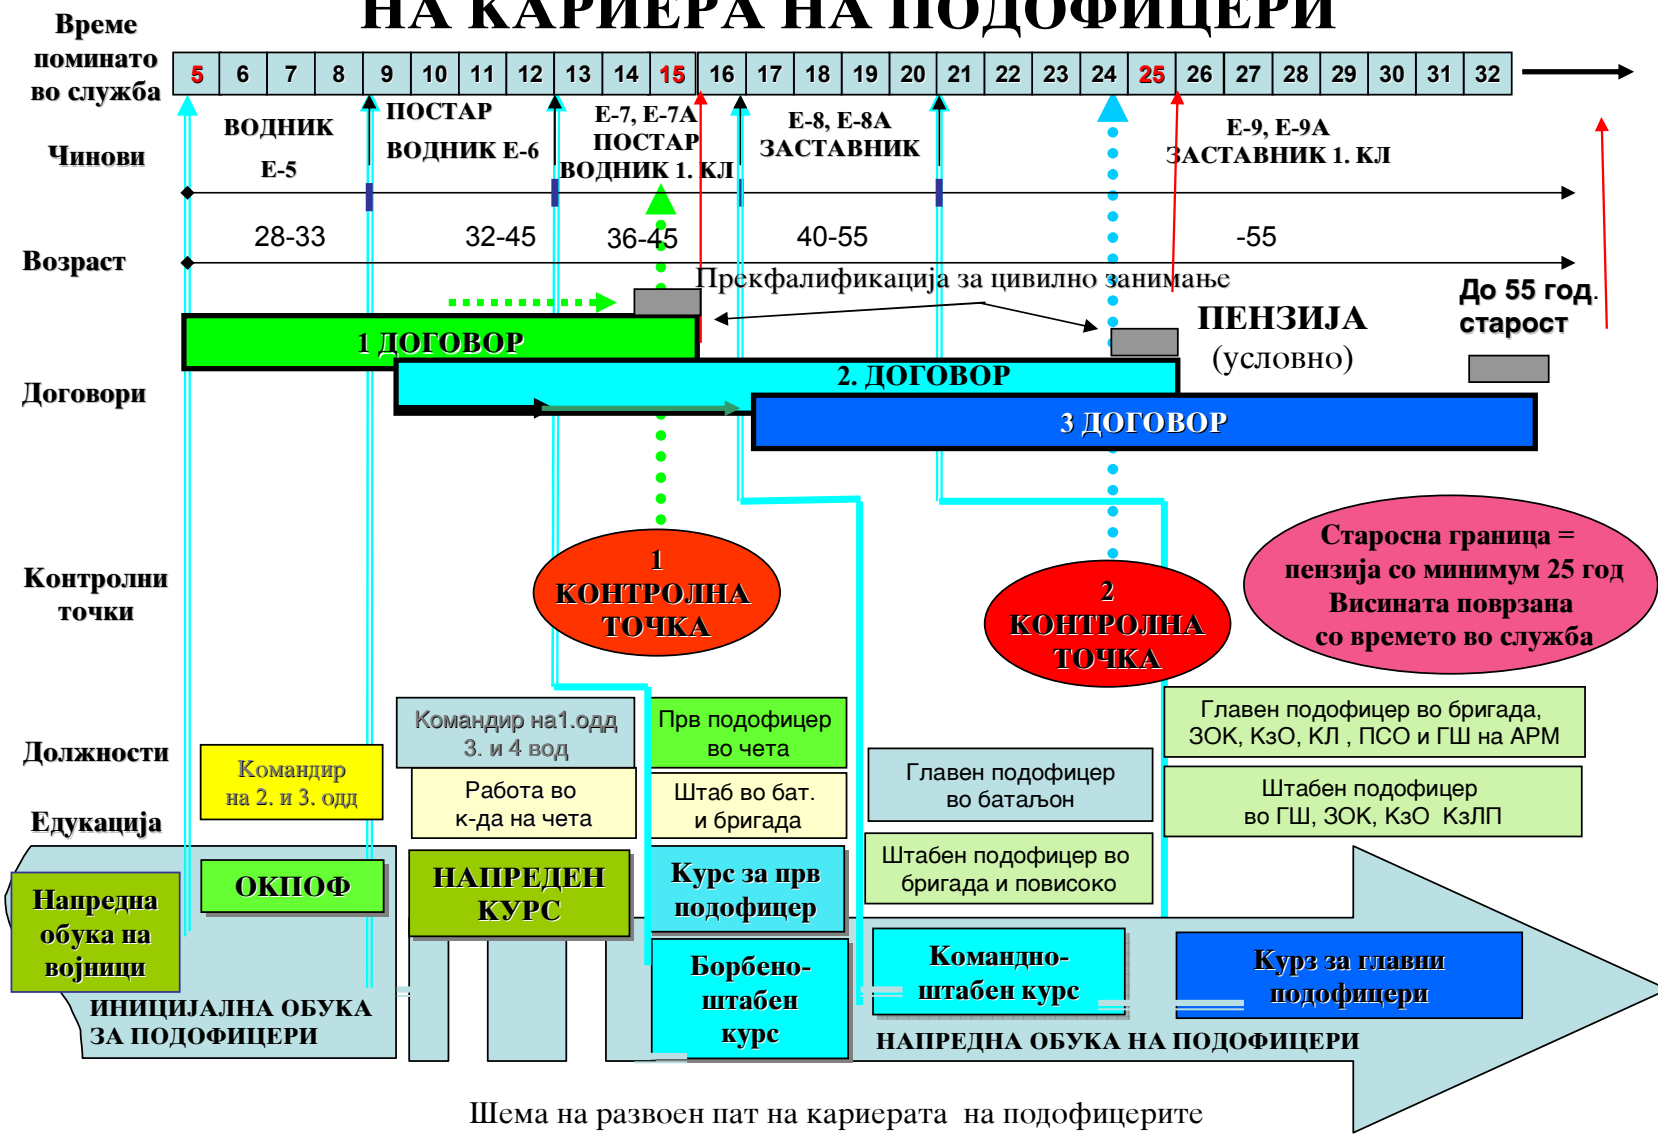 НА КАРИЕРА НА ПОДОФИЦЕРИ
Време
поминато
во служба
5 6 7 8 9 10 11 12 13 14 15 16 17 18 19 20 21 22 23 24 25 26 27 28 29 30 31 32
Чинови
ВОДНИК
Е-5
ПОСТАР
ВОДНИК Е-6
Е-7, Е-7А
ПОСТАР
ВОДНИК 1. КЛ
Е-8, Е-8А
ЗАСТАВНИК
Е-9, Е-9А
ЗАСТАВНИК 1. КЛ
Возраст
28-33
32-45
36-45
40-55
-55
Прекфалификација за цивилно занимање
ПЕНЗИЈА
(условно)
До 55 год.
старост
Договори
1 ДОГОВОР
2. ДОГОВОР
3 ДОГОВОР
Контролни
точки
1
КОНТРОЛНА
ТОЧКА
2
КОНТРОЛНА
ТОЧКА
Старосна граница =
пензија со минимум 25 год
Висината поврзана
со времето во служба
Должности
Командир
на 2. и 3. одд
Командир на1.одд
3. и 4 вод
Работа во
к-да на чета
Прв подофицер
во чета
Штаб во бат.
и бригада
Главен подофицер
во батаљон
Штабен подофицер во
бригада и повисоко
Главен подофицер во бригада,
ЗОК, КзО, КЛ , ПСО и ГШ на АРМ
Штабен подофицер
во ГШ, ЗОК, КзО  КзЛП
Едукација
Напредна
обука на
војници
ОКПОФ
НАПРЕДЕН
КУРС
Курс за прв
подофицер
Борбено-
штабен
курс
Командно-
штабен курс
Курз за главни
подофицери
ИНИЦИЈАЛНА ОБУКА
ЗА ПОДОФИЦЕРИ
НАПРЕДНА ОБУКА НА ПОДОФИЦЕРИ
Шема на развоен пат на кариерата  на подофицерите